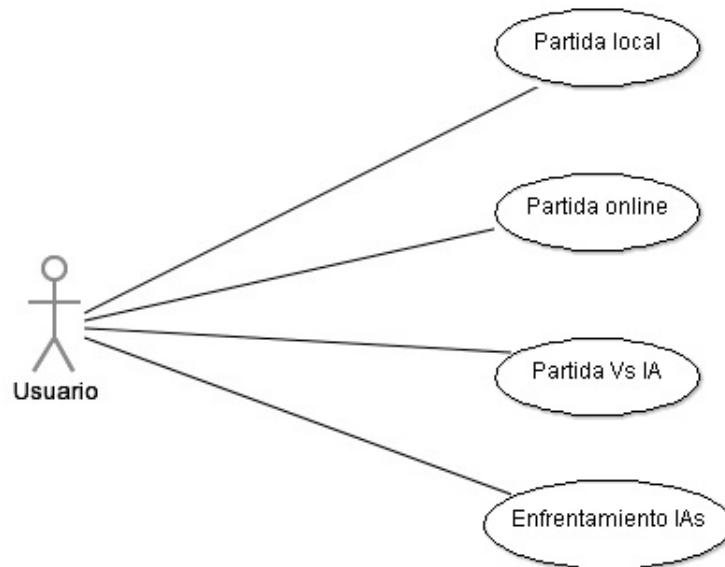 Partida local
Partida online
Partida Vs IA
Usuario
Enfrentamiento IAs